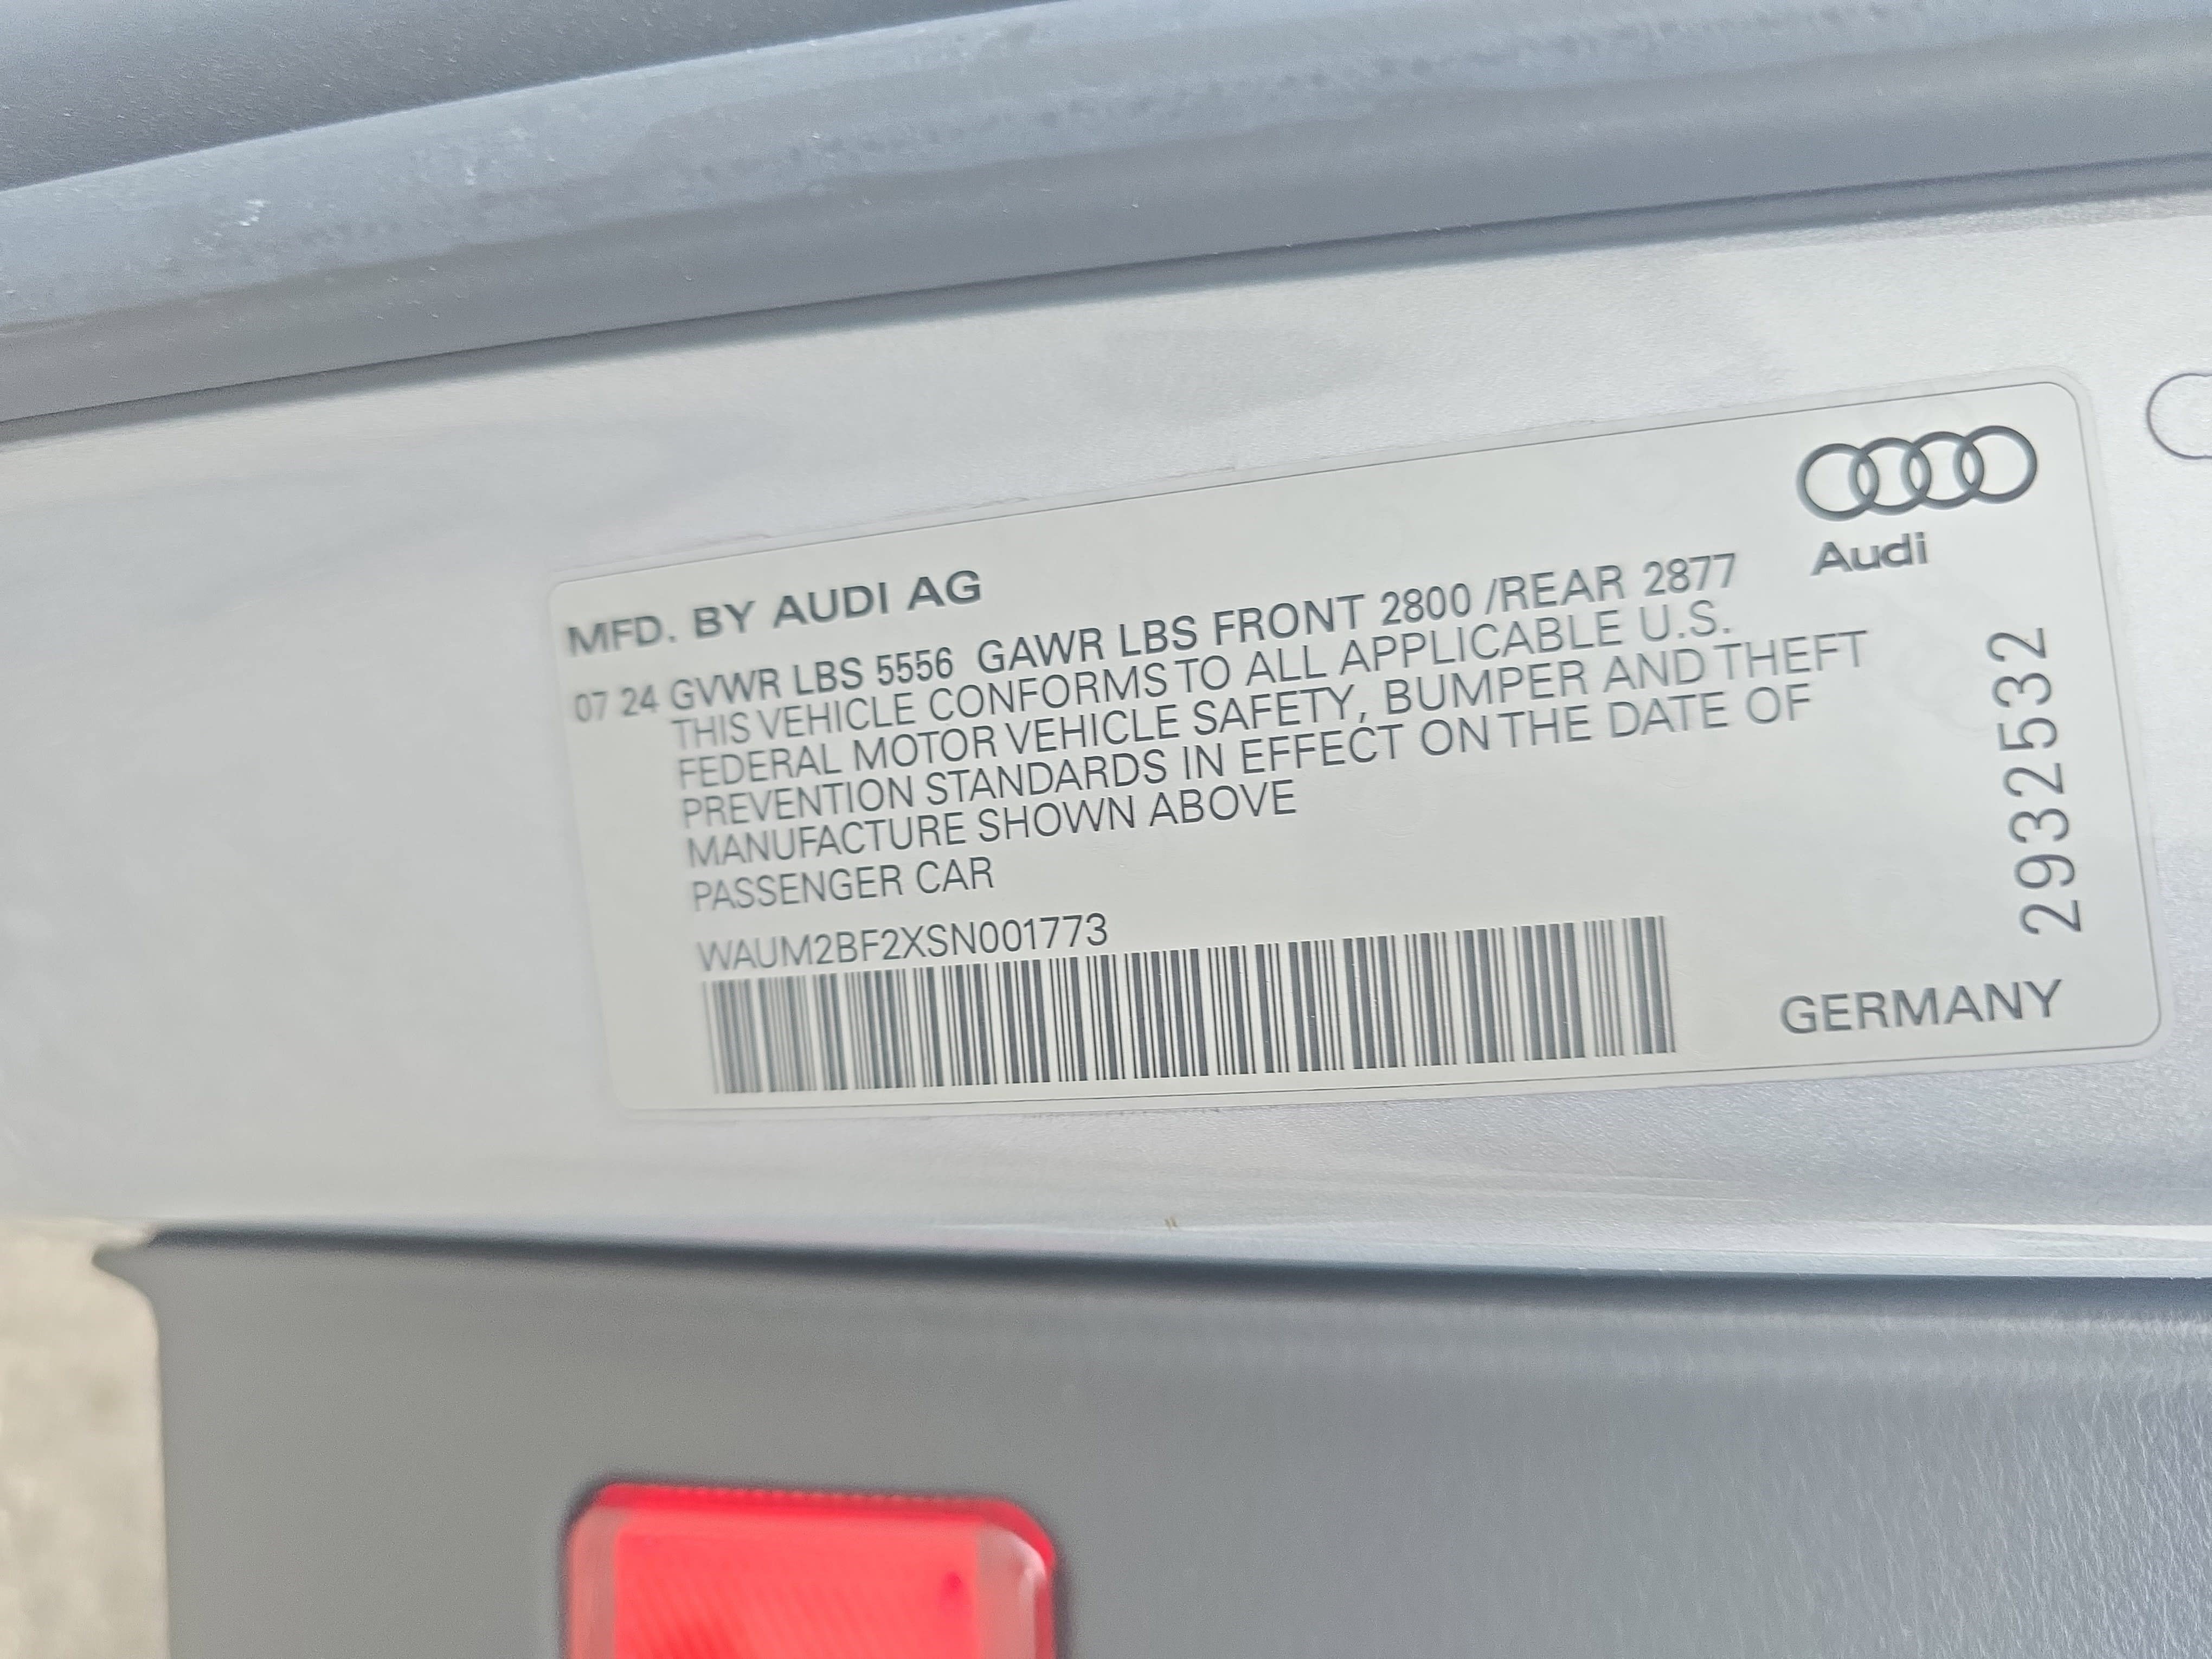 MFD. BY AUDI AG
07 24 GVWR LBS 5556 GAWR LBS FRONT 2800 /REAR 2877
THIS VEHICLE CONFORMS TO ALL APPLICABLE U.S.
FEDERAL MOTOR VEHICLE SAFETY, BUMPER AND THEFT
PREVENTION STANDARDS IN EFFECT ON THE DATE OF
MANUFACTURE SHOWN ABOVE
PASSENGER CAR
WAUM2BF2XSN001773
Audi
2932532
GERMANY